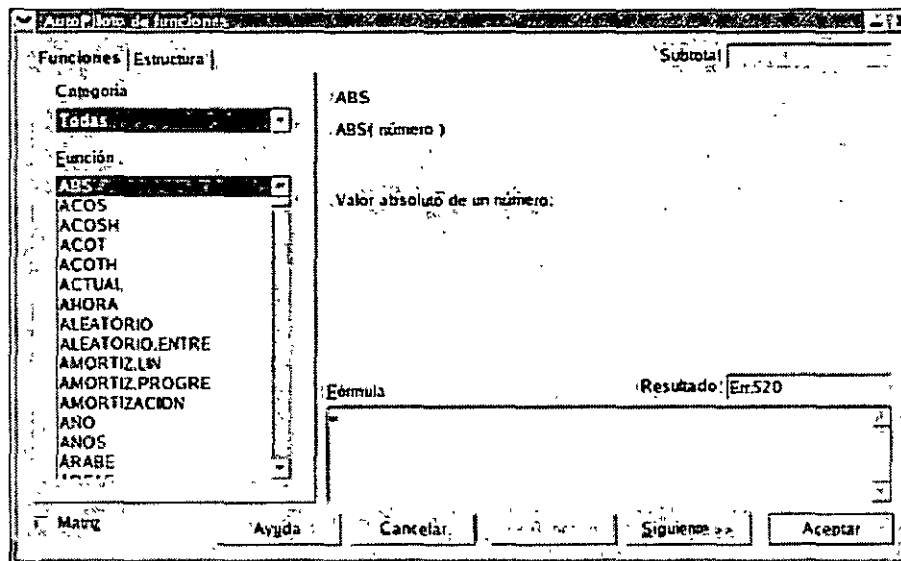 AutoPiloto de funciones
Funciones Estructura
Subtotal
Categoría
Todas
Función
ABS
ACOS
ACOSH
ACOT
ACOTH
ACTUAL
AHORA
ALEATORIO
ALEATORIO.ENTRE
AMORTIZ.LIN
AMORTIZ.PROGRE
AMORTIZACION
ANO
ANOS
ARABE
ABS
ABS( número )
Valor absoluto de un número.
Fórmula
Resultado Err:520
=
Matriz
Ayuda
Cancelar
Siguiente >>
Aceptar